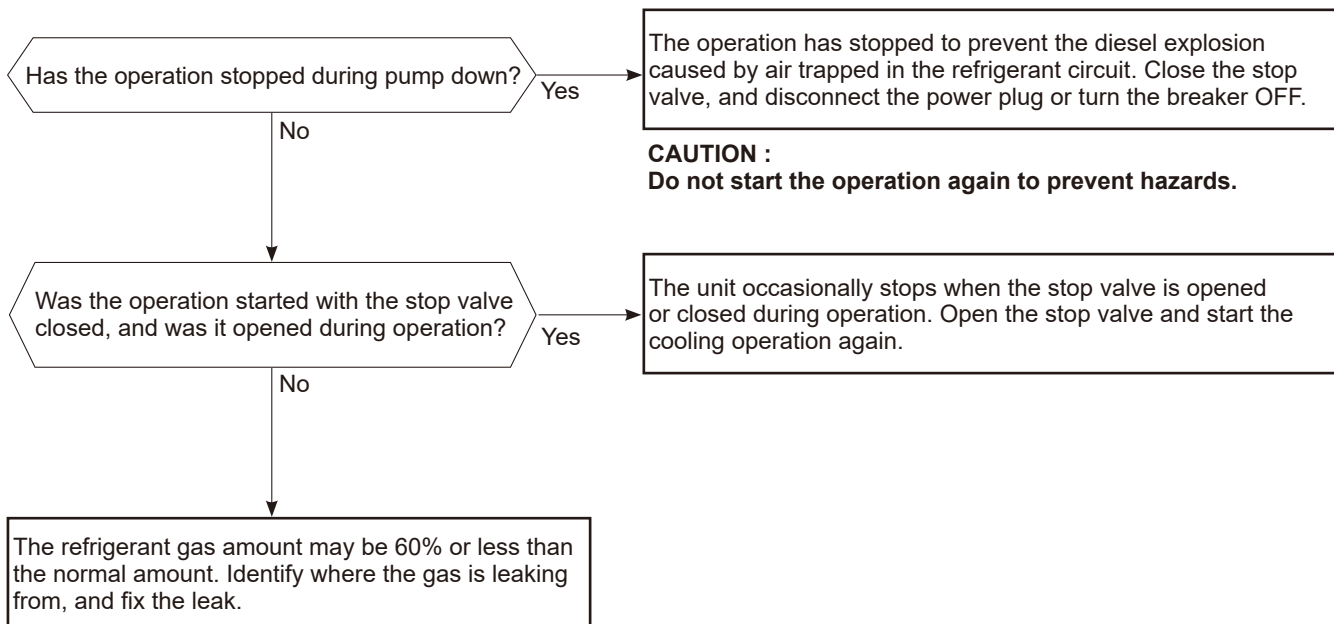 Has the operation stopped during pump down?
Yes
The operation has stopped to prevent the diesel explosion
caused by air trapped in the refrigerant circuit. Close the stop
valve, and disconnect the power plug or turn the breaker OFF.
No
CAUTION :
Do not start the operation again to prevent hazards.
Was the operation started with the stop valve
closed, and was it opened during operation?
Yes
The unit occasionally stops when the stop valve is opened
or closed during operation. Open the stop valve and start the
cooling operation again.
No
The refrigerant gas amount may be 60% or less than
the normal amount. Identify where the gas is leaking
from, and fix the leak.